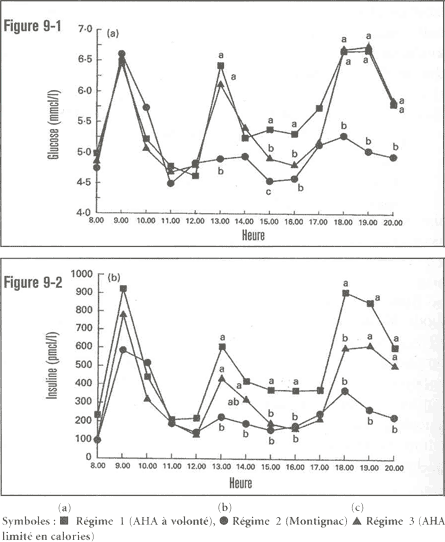 Figure 9-1
(a)
Glucose (mmcl/l)
7·0
6·5
6·0
5·5
5·0
4·5
4·0
a
a
a
a
a
b
b
c
b
a
a
a
a
b
b
b
8.00 9.00 10.00 11.00 12.00 13.00 14.00 15.00 16.00 17.00 18.00 19.00 20.00
Heure
Figure 9-2
(b)
Insuline (pmcl/l)
1000
900
800
700
600
500
400
300
200
100
0
a
a
b
a
ab
b
a
b
b
a
b
b
a
b
b
a
a
b
a
a
b
8.00 9.00 10.00 11.00 12.00 13.00 14.00 15.00 16.00 17.00 18.00 19.00 20.00
Heure
(a) (b) (c)
Symboles : ■ Régime 1 (AHA à volonté), ● Régime 2 (Montignac) ▲ Régime 3 (AHA
limité en calories)